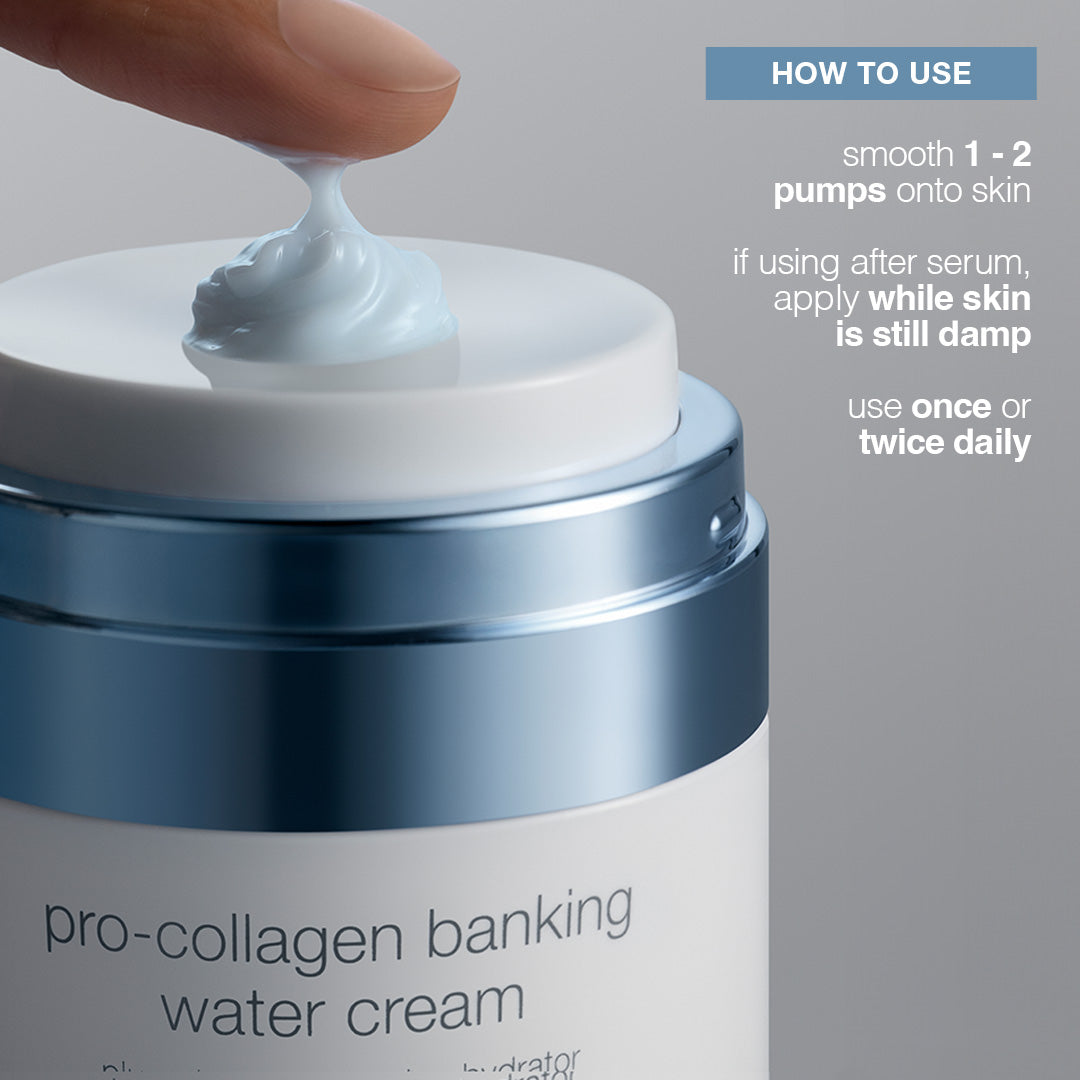 HOW TO USE
smooth 1 - 2
pumps onto skin
if using after serum,
apply while skin
is still damp
use once or
twice daily
pro-collagen banking
water cream
hydrator